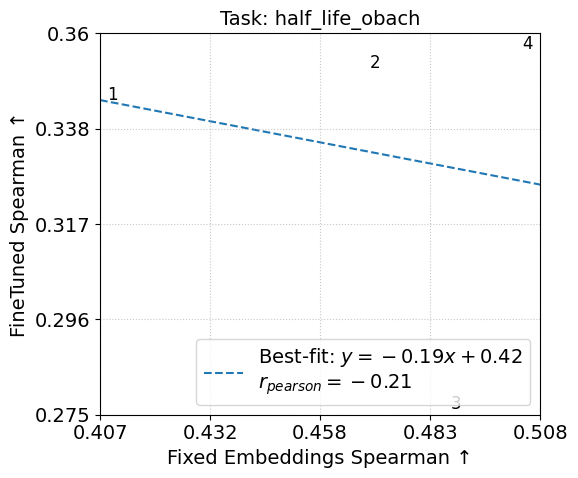 Task: half_life_obach
FineTuned Spearman ↑
0.36
0.338
0.317
0.296
0.275
4
2
1
3
Best-fit: y = −0.19x + 0.42
r_pearson = −0.21
0.407 0.432 0.458 0.483 0.508
Fixed Embeddings Spearman ↑